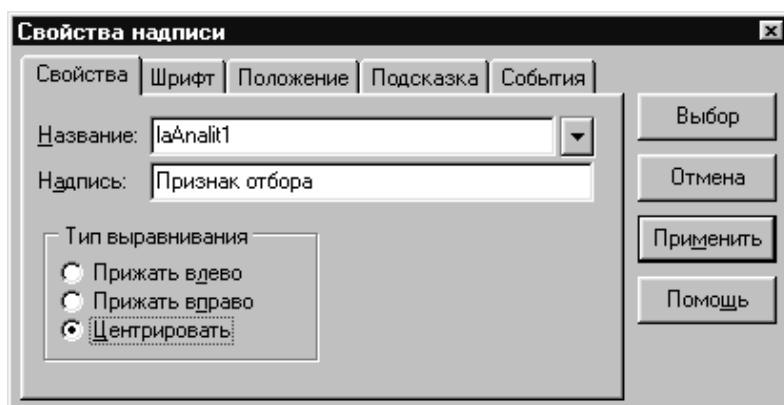 Свойства надписи
Свойства Шрифт Положение Подсказка События
Название: laAnalit1
Надпись: Признак отбора
Тип выравнивания
Прижать влево
Прижать вправо
Центрировать
Выбор
Отмена
Применить
Помощь